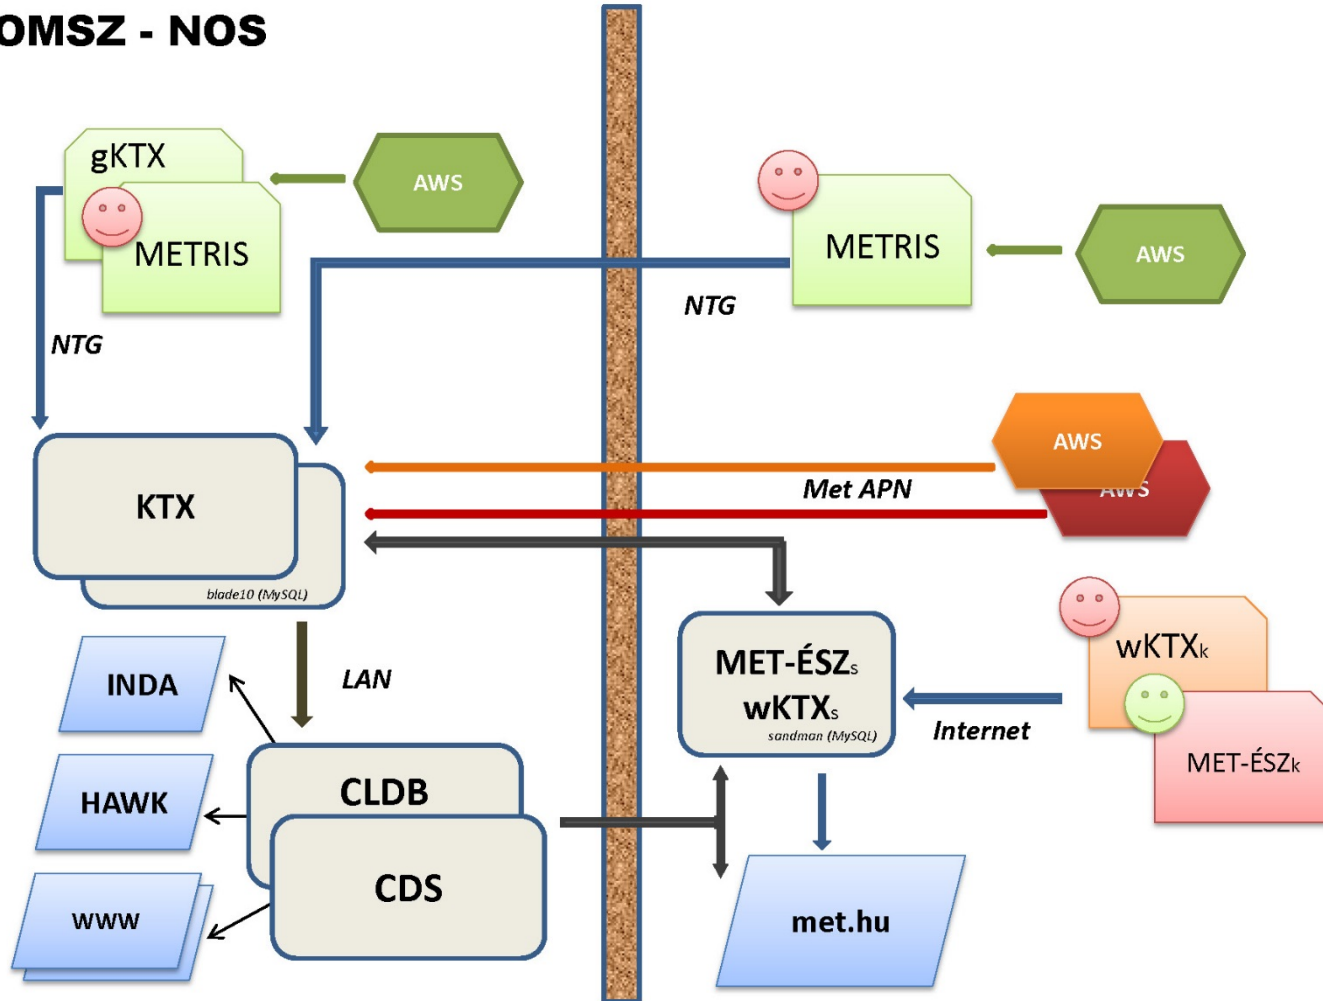 OMSZ - NOS
gKTX
METRIS
AWS
METRIS
AWS
NTG
NTG
AWS
AWS
Met APN
KTX
blade10 (MySQL)
LAN
INDA
HAWK
www
CLDB
CDS
MET-ÉSZs
wKTXs
sandman (MySQL)
Internet
wKTXk
MET-ÉSZk
met.hu